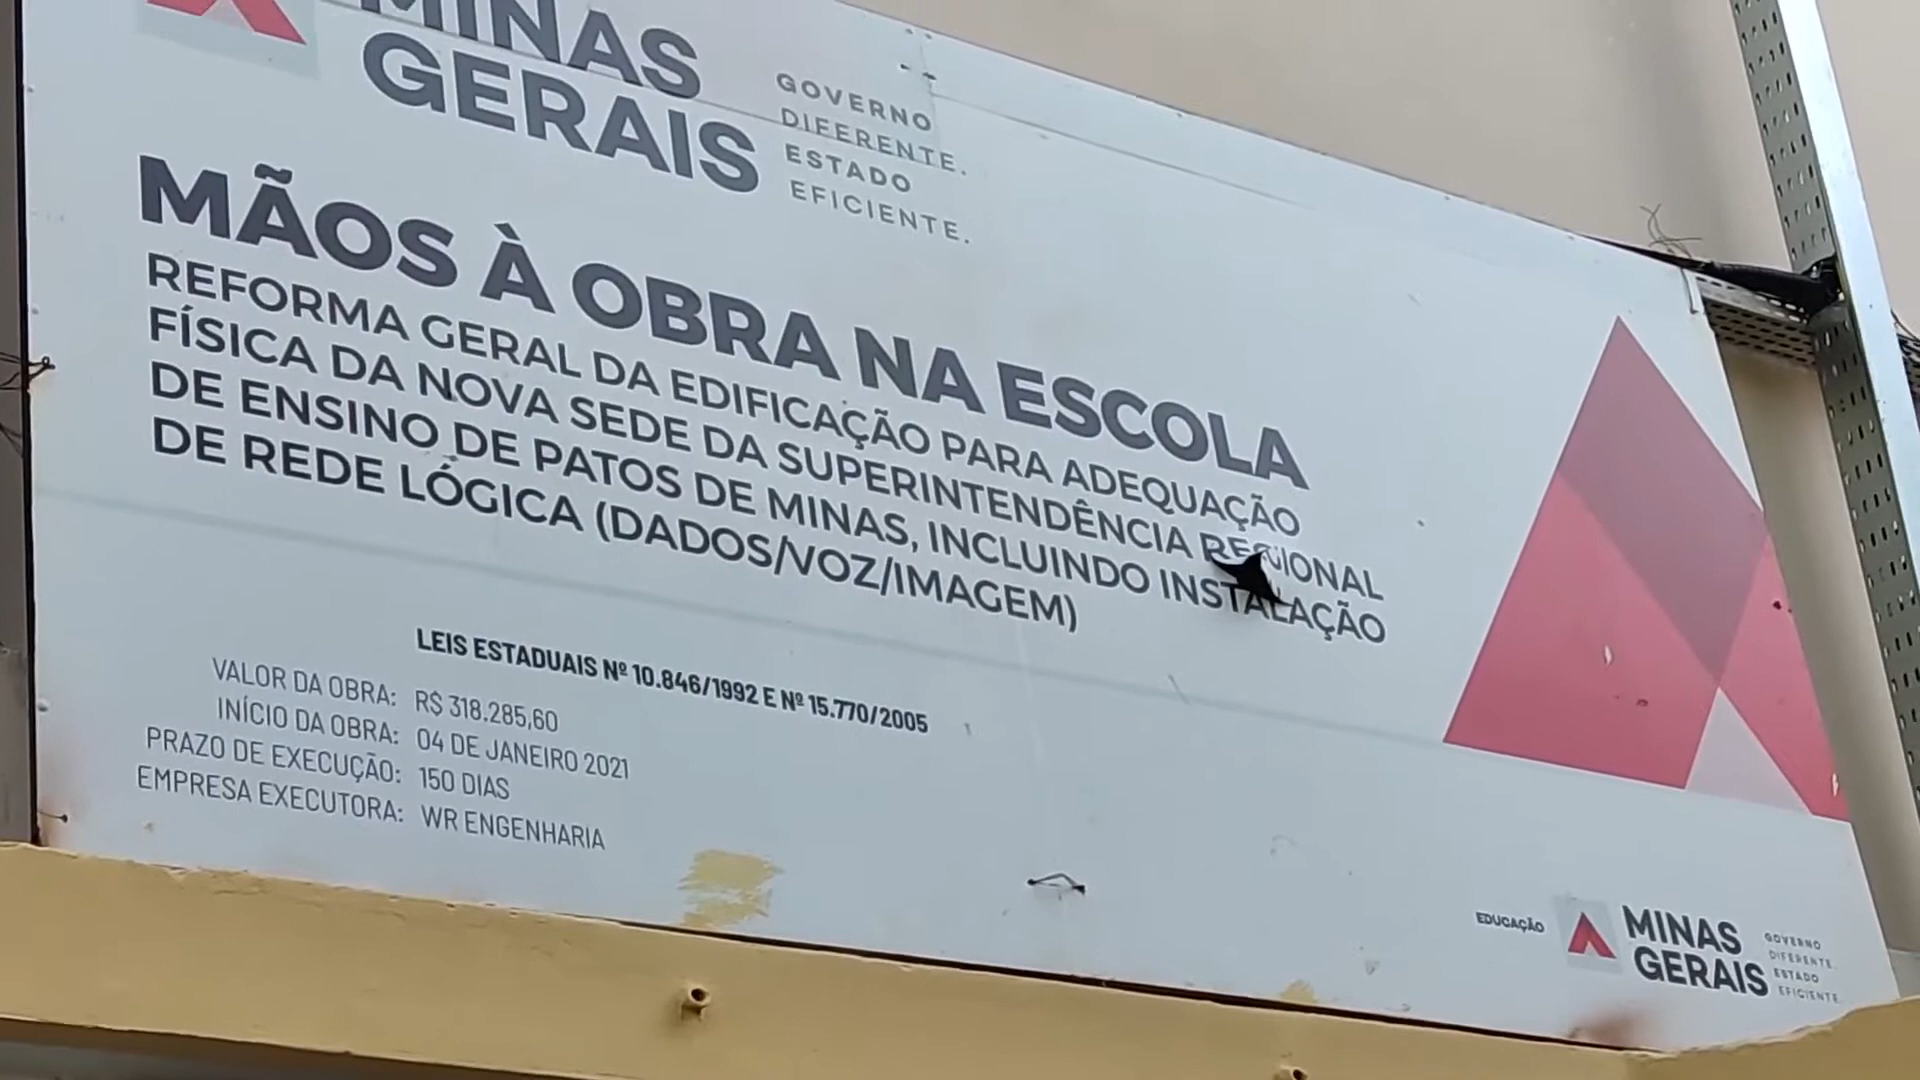 MINAS
GERAIS
GOVERNO
DIFERENTE.
ESTADO
EFICIENTE.
MÃOS À OBRA NA ESCOLA
REFORMA GERAL DA EDIFICAÇÃO PARA ADEQUAÇÃO
FÍSICA DA NOVA SEDE DA SUPERINTENDÊNCIA REGIONAL
DE ENSINO DE PATOS DE MINAS, INCLUINDO INSTALAÇÃO
DE REDE LÓGICA (DADOS/VOZ/IMAGEM)
LEIS ESTADUAIS Nº 10.846/1992 E Nº 15.770/2005
VALOR DA OBRA: R$ 318.285,60
INÍCIO DA OBRA: 04 DE JANEIRO 2021
PRAZO DE EXECUÇÃO: 150 DIAS
EMPRESA EXECUTORA: WR ENGENHARIA
EDUCAÇÃO
MINAS
GERAIS
GOVERNO
DIFERENTE.
ESTADO
EFICIENTE.